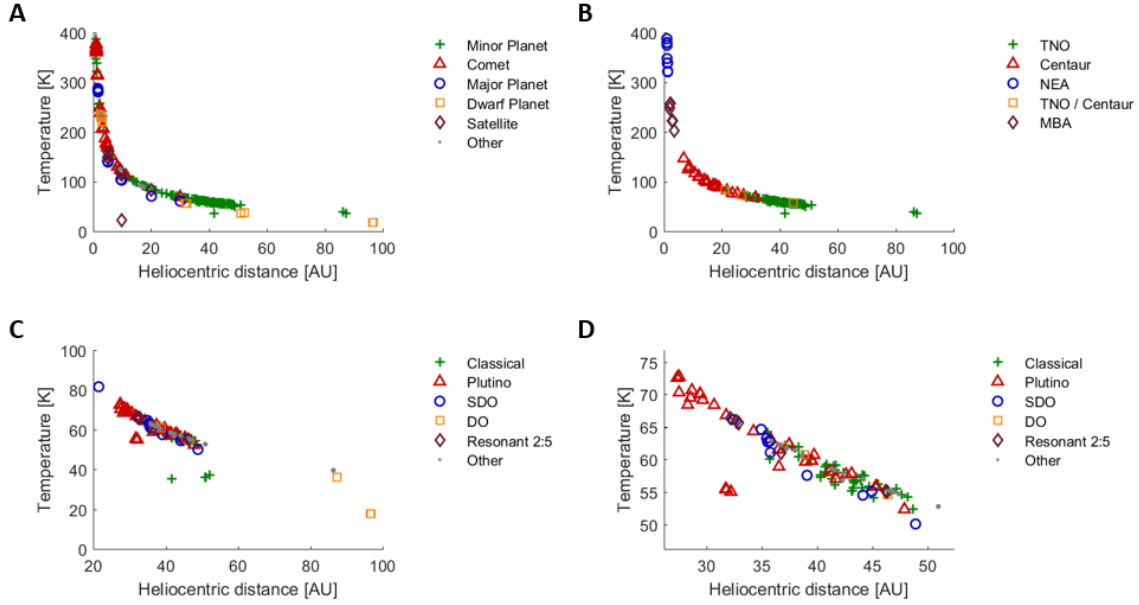 A
400
300
200
100
0
Temperature [K]
0 20 40 60 80 100
Heliocentric distance [AU]
Minor Planet
Comet
Major Planet
Dwarf Planet
Satellite
Other
B
400
300
200
100
0
Temperature [K]
0 20 40 60 80 100
Heliocentric distance [AU]
TNO
Centaur
NEA
TNO / Centaur
MBA
C
100
80
60
40
20
0
Temperature [K]
20 40 60 80 100
Heliocentric distance [AU]
Classical
Plutino
SDO
DO
Resonant 2:5
Other
D
75
70
65
60
55
50
Temperature [K]
30 35 40 45 50
Heliocentric distance [AU]
Classical
Plutino
SDO
DO
Resonant 2:5
Other